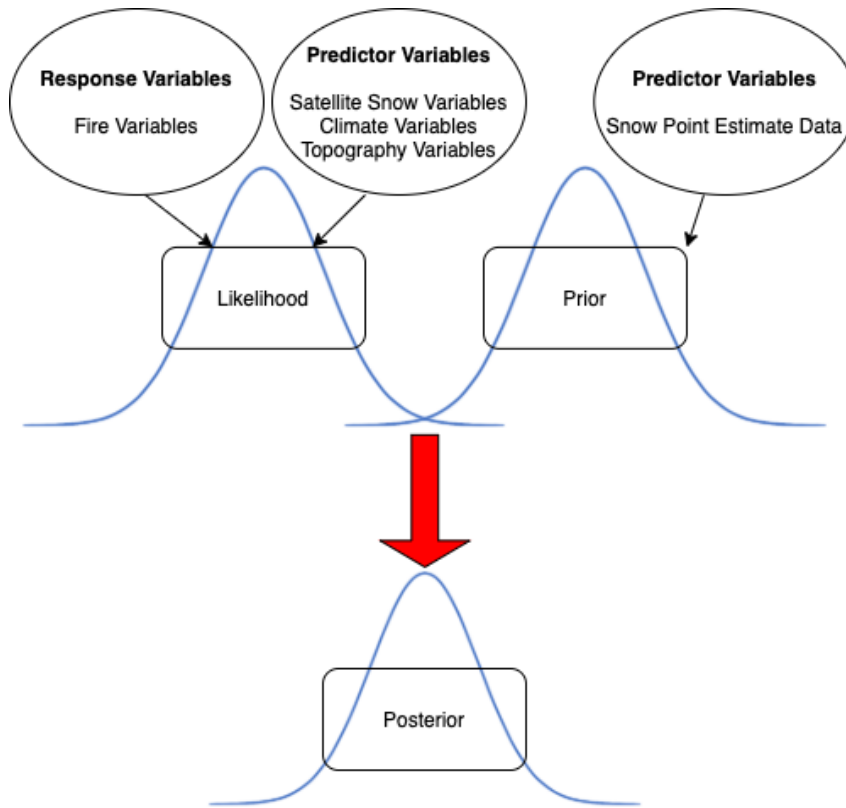 Response Variables
Fire Variables
Predictor Variables
Satellite Snow Variables
Climate Variables
Topography Variables
Predictor Variables
Snow Point Estimate Data
Likelihood
Prior
Posterior